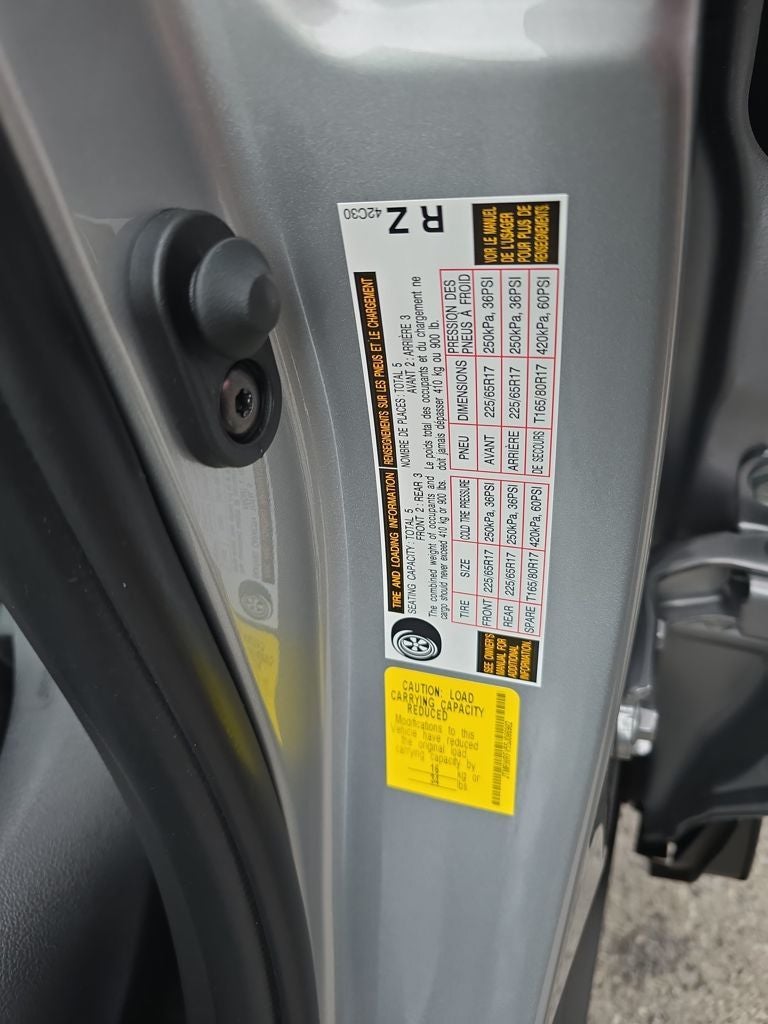 TIRE AND LOADING INFORMATION RENSEIGNEMENTS SUR LES PNEUS ET LE CHARGEMENT
SEATING CAPACITY : TOTAL 5 NOMBRE DE PLACES : TOTAL 5
FRONT 2 : REAR 3 AVANT 2 : ARRIÈRE 3
The combined weight of occupants and Le poids total des occupants et du chargement ne
cargo should never exceed 410 kg or 900 lbs. doit jamais dépasser 410 kg ou 900 lb.
TIRE SIZE COLD TIRE PRESSURE PNEU DIMENSIONS PRESSION DES PNEUS À FROID
FRONT 225/65R17 250kPa, 36PSI AVANT 225/65R17 250kPa, 36PSI
REAR 225/65R17 250kPa, 36PSI ARRIÈRE 225/65R17 250kPa, 36PSI
SPARE T165/80R17 420kPa, 60PSI DE SECOURS T165/80R17 420kPa, 60PSI
SEE OWNER'S
MANUAL FOR
ADDITIONAL
INFORMATION.
VOIR LE MANUEL
DE L'USAGER
POUR PLUS DE
RENSEIGNEMENTS.
42C30
RZ
CAUTION: LOAD
CARRYING CAPACITY
REDUCED
Modifications to this
vehicle have reduced
the original load
carrying capacity by
kg or
lbs